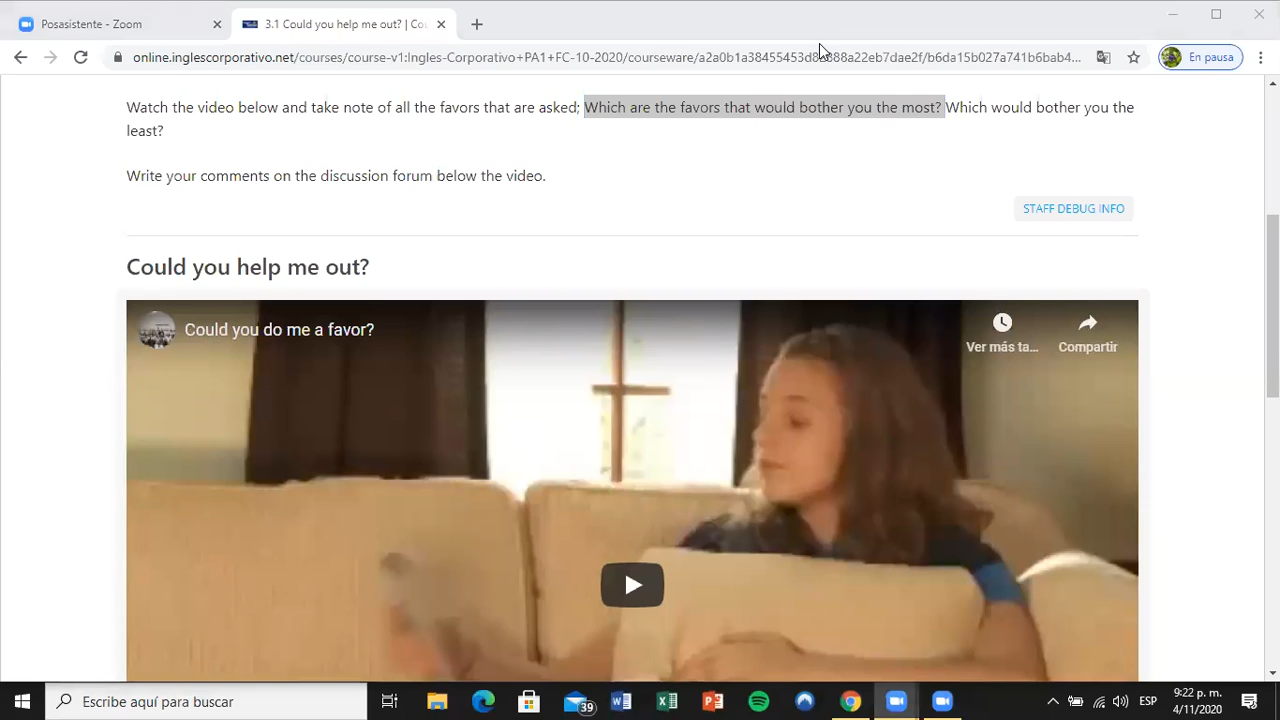 Posasistente - Zoom
3.1 Could you help me out? | Cou
online.inglescorporativo.net/courses/course-v1:Ingles-Corporativo+PA1+FC-10-2020/courseware/
En pausa
Watch the video below and take note of all the favors that are asked; Which are the favors that would bother you the most? Which would bother you the
least?
Write your comments on the discussion forum below the video.
STAFF DEBUG INFO
Could you help me out?
Could you do me a favor?
Ver más ta...
Compartir
Escribe aquí para buscar
39
ESP
9:22 p. m.
4/11/2020